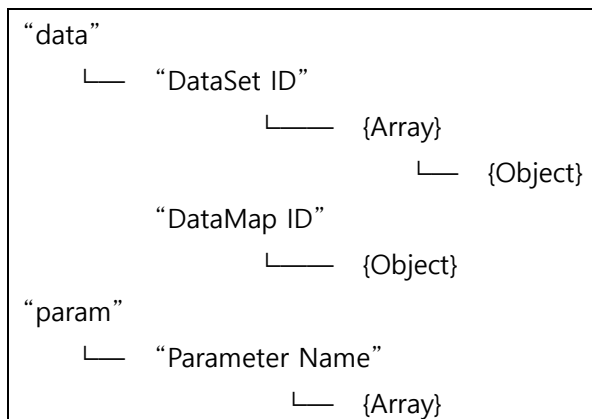 “data”
└── “DataSet ID”
└─── {Array}
└── {Object}
“DataMap ID”
└─── {Object}
“param”
└── “Parameter Name”
└── {Array}